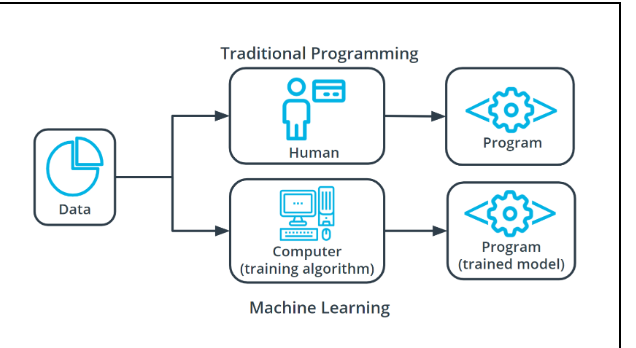 Traditional Programming
Data
Human
Program
Computer
(training algorithm)
Program
(trained model)
Machine Learning